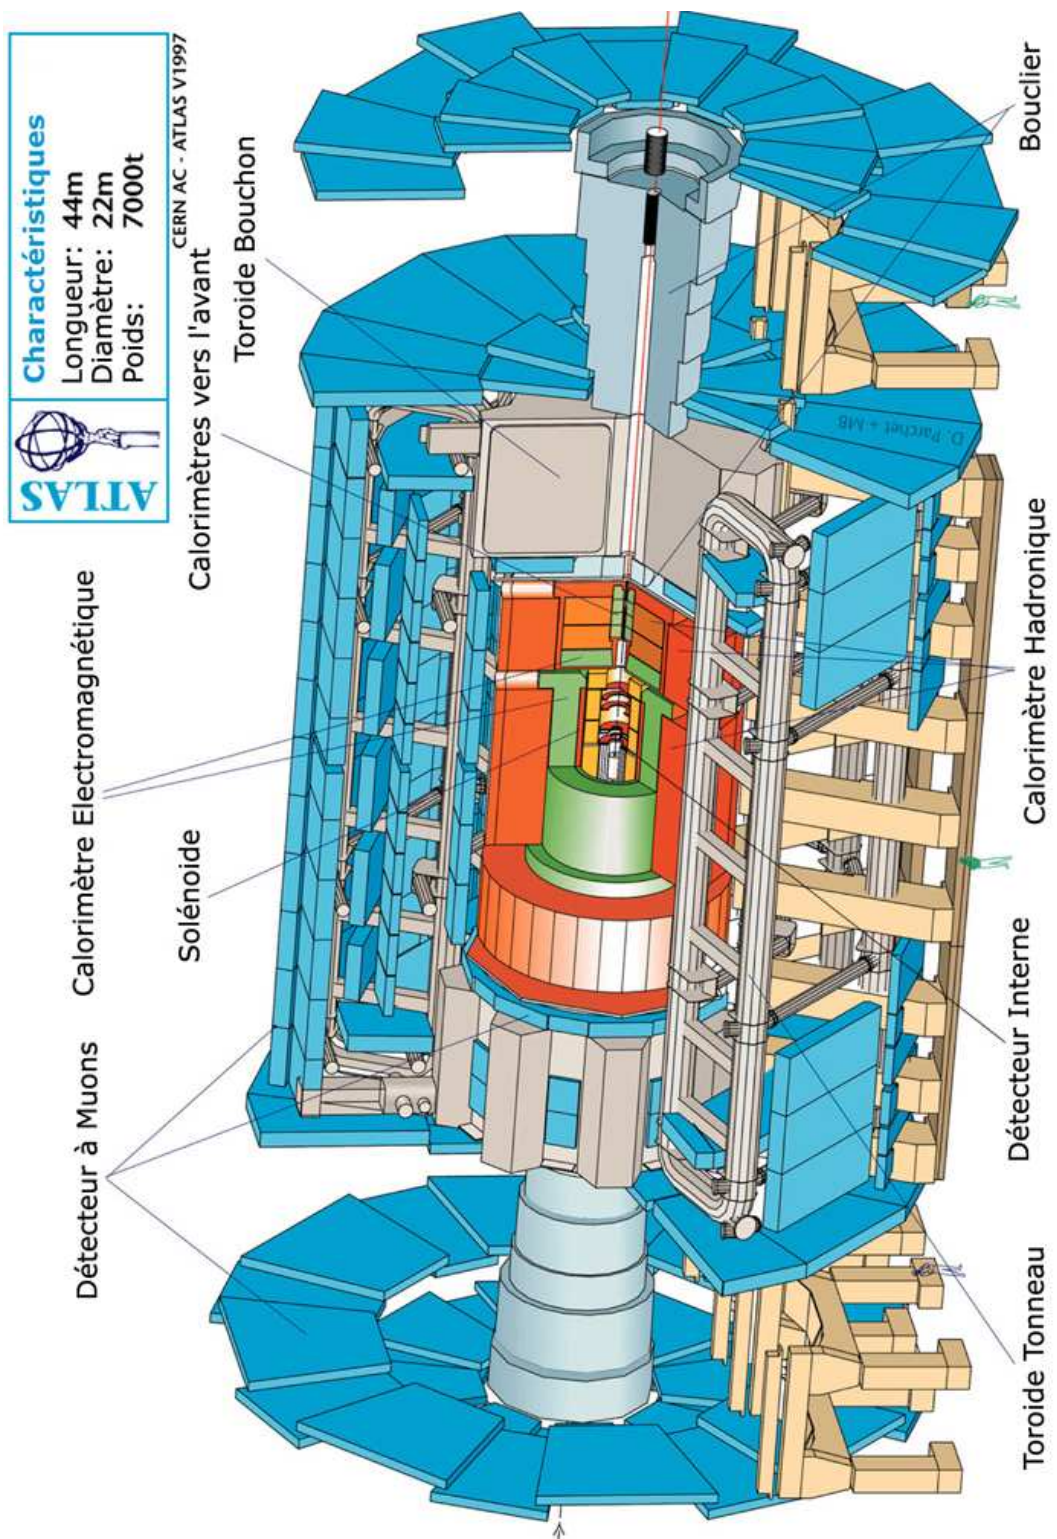 ATLAS
Charactéristiques
Longueur: 44m
Diamètre: 22m
Poids: 7000t
CERN AC - ATLAS V1997
Détecteur à Muons
Calorimètre Electromagnétique
Solénoide
Calorimètres vers l'avant
Toroide Bouchon
D. Parchet + MB
Toroide Tonneau
Détecteur Interne
Calorimètre Hadronique
Bouclier